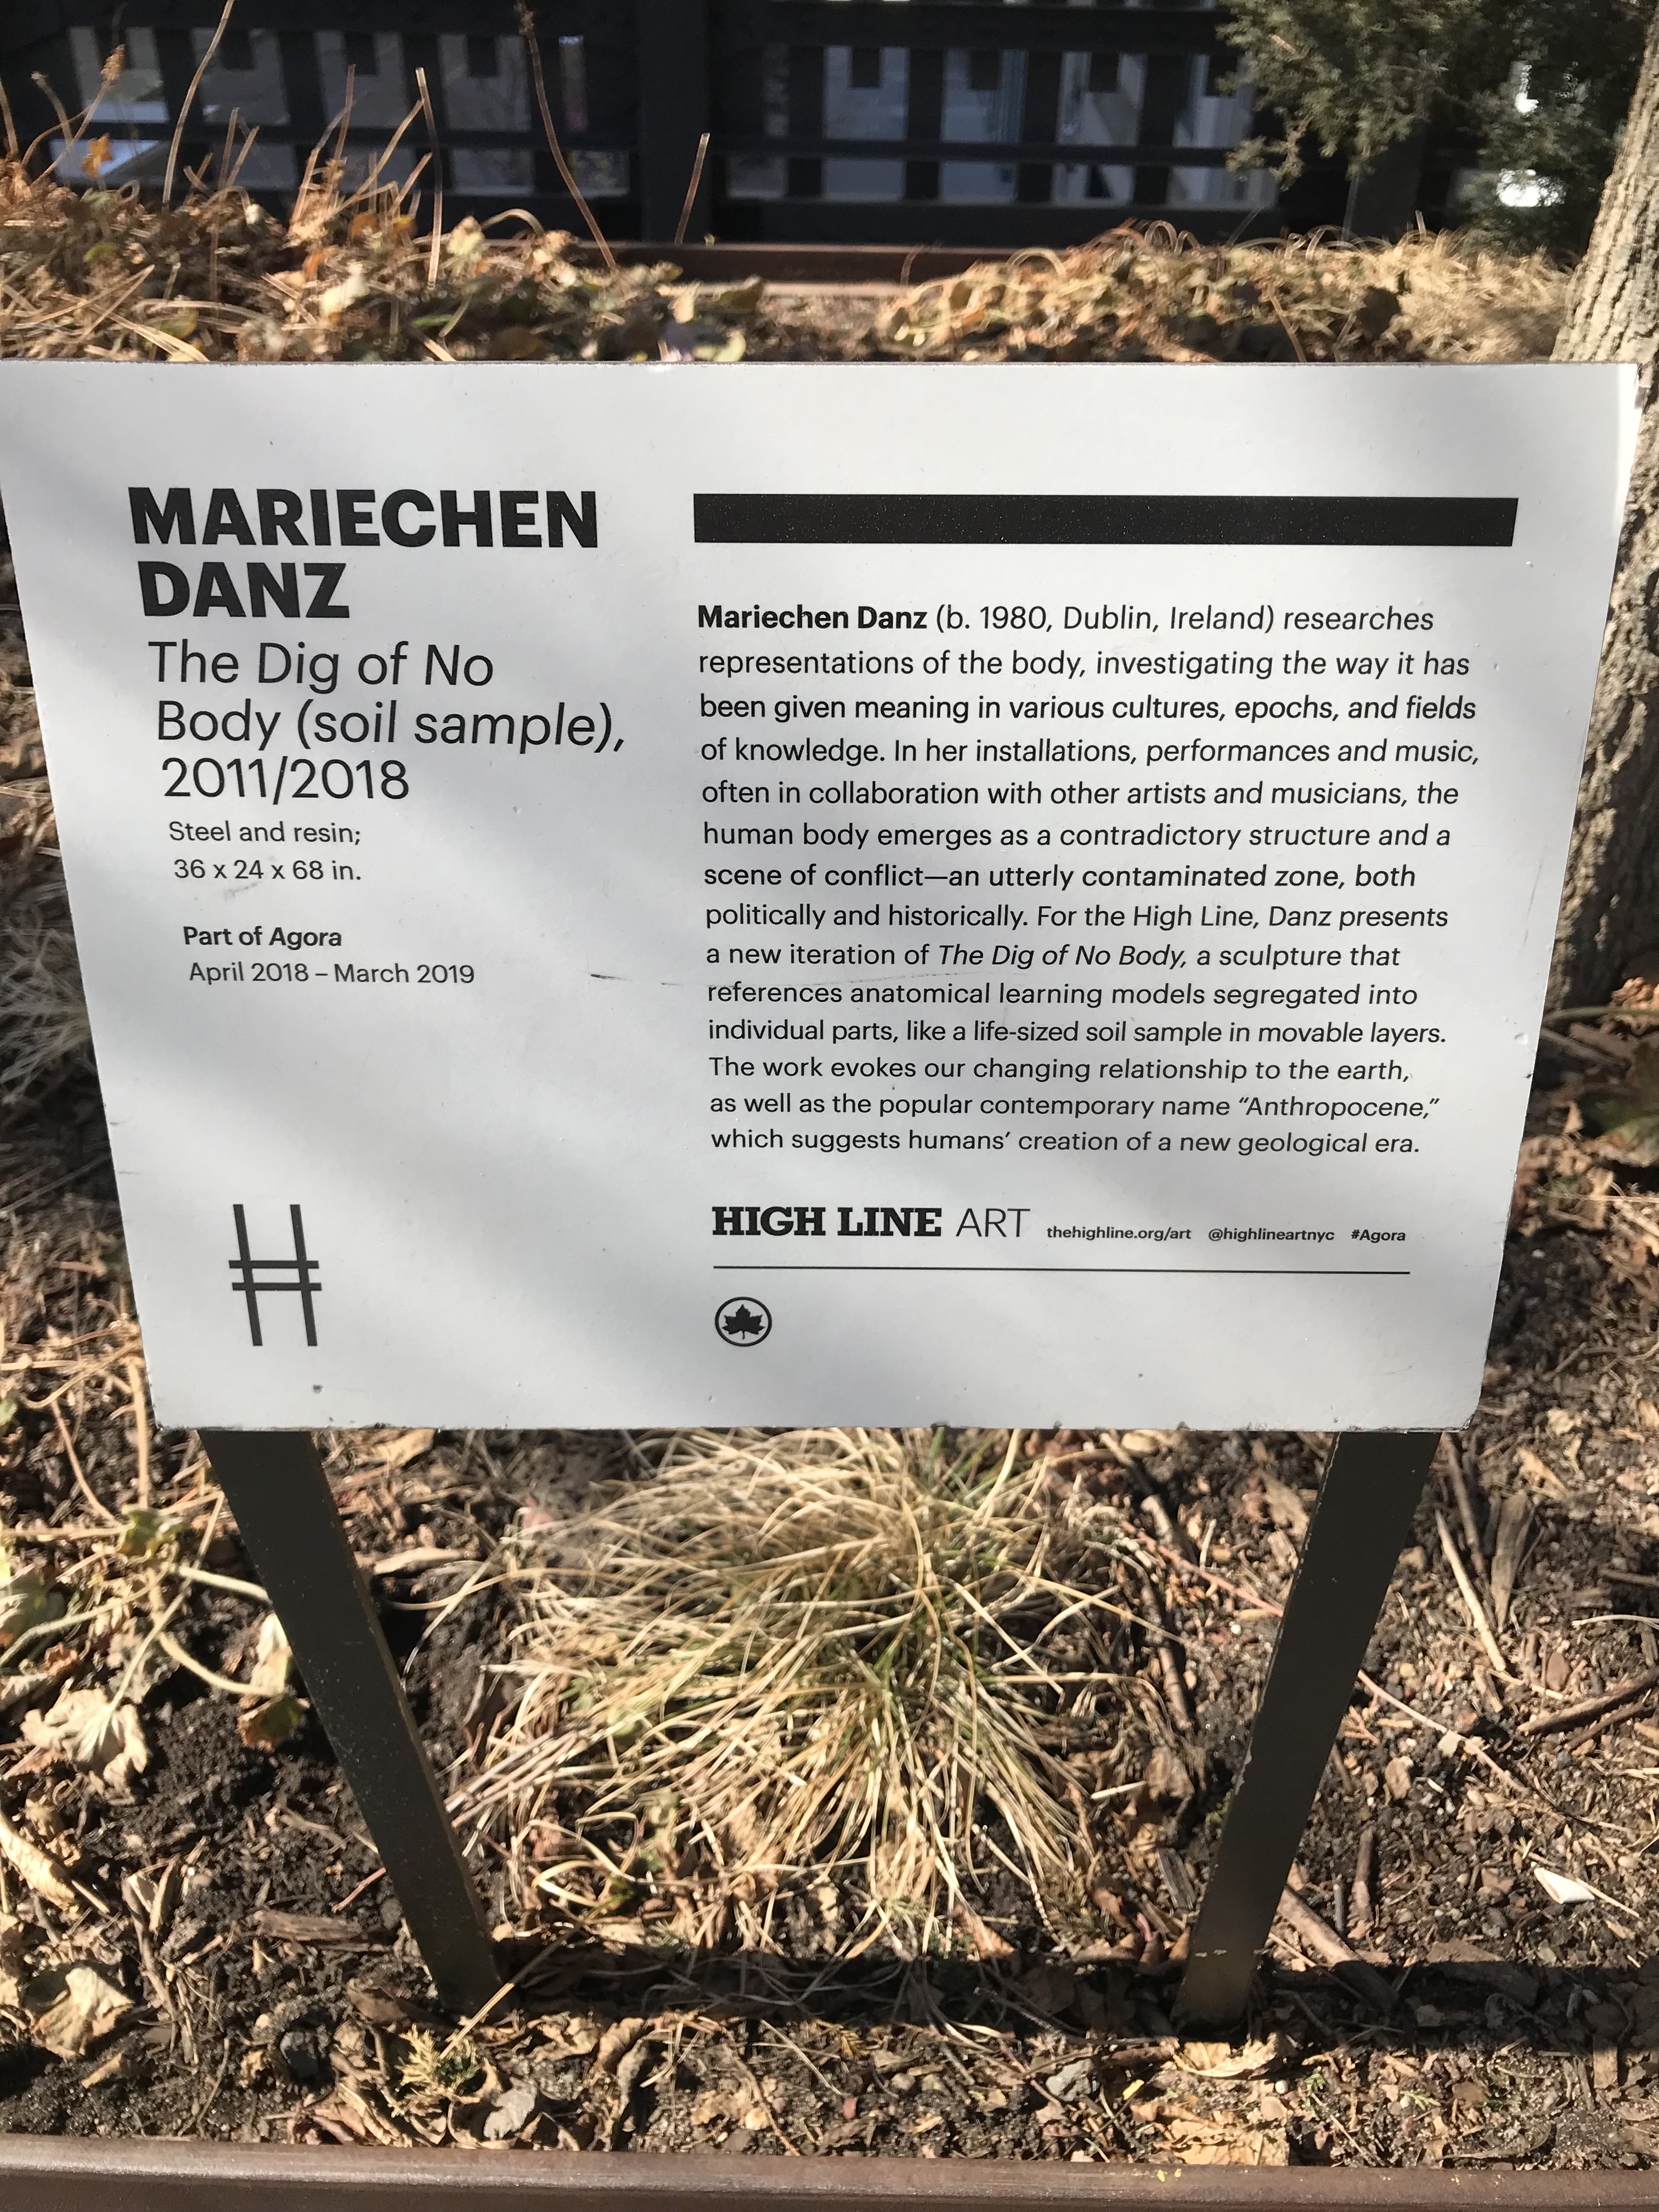 MARIECHEN
DANZ
The Dig of No
Body (soil sample),
2011/2018
Steel and resin;
36 x 24 x 68 in.
Part of Agora
April 2018 – March 2019
Mariechen Danz (b. 1980, Dublin, Ireland) researches
representations of the body, investigating the way it has
been given meaning in various cultures, epochs, and fields
of knowledge. In her installations, performances and music,
often in collaboration with other artists and musicians, the
human body emerges as a contradictory structure and a
scene of conflict—an utterly contaminated zone, both
politically and historically. For the High Line, Danz presents
a new iteration of The Dig of No Body, a sculpture that
references anatomical learning models segregated into
individual parts, like a life-sized soil sample in movable layers.
The work evokes our changing relationship to the earth,
as well as the popular contemporary name “Anthropocene,”
which suggests humans’ creation of a new geological era.
HIGH LINE ART thehighline.org/art @highlineartnyc #Agora